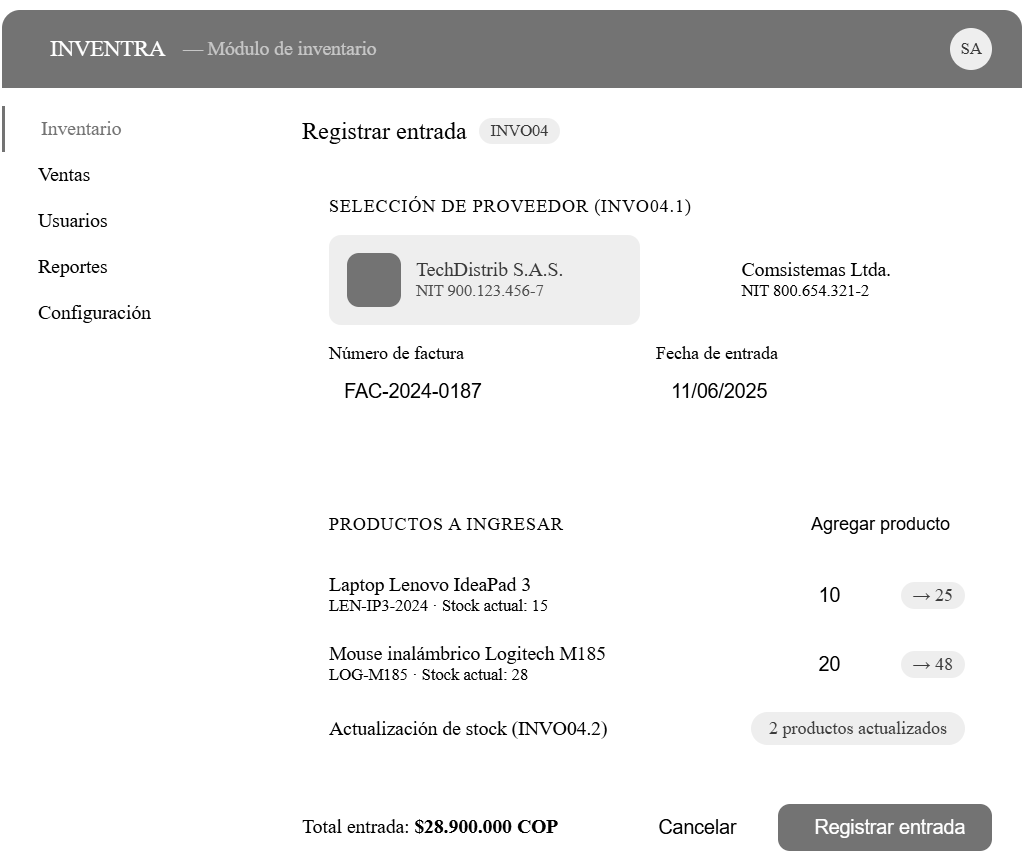 INVENTRA — Módulo de inventario
SA
Inventario
Ventas
Usuarios
Reportes
Configuración
Registrar entrada INVO04
SELECCIÓN DE PROVEEDOR (INVO04.1)
TechDistrib S.A.S.
NIT 900.123.456-7
Comsistemas Ltda.
NIT 800.654.321-2
Número de factura
FAC-2024-0187
Fecha de entrada
11/06/2025
PRODUCTOS A INGRESAR
Agregar producto
Laptop Lenovo IdeaPad 3
LEN-IP3-2024 · Stock actual: 15
10
→ 25
Mouse inalámbrico Logitech M185
LOG-M185 · Stock actual: 28
20
→ 48
Actualización de stock (INVO04.2)
2 productos actualizados
Total entrada: $28.900.000 COP
Cancelar
Registrar entrada